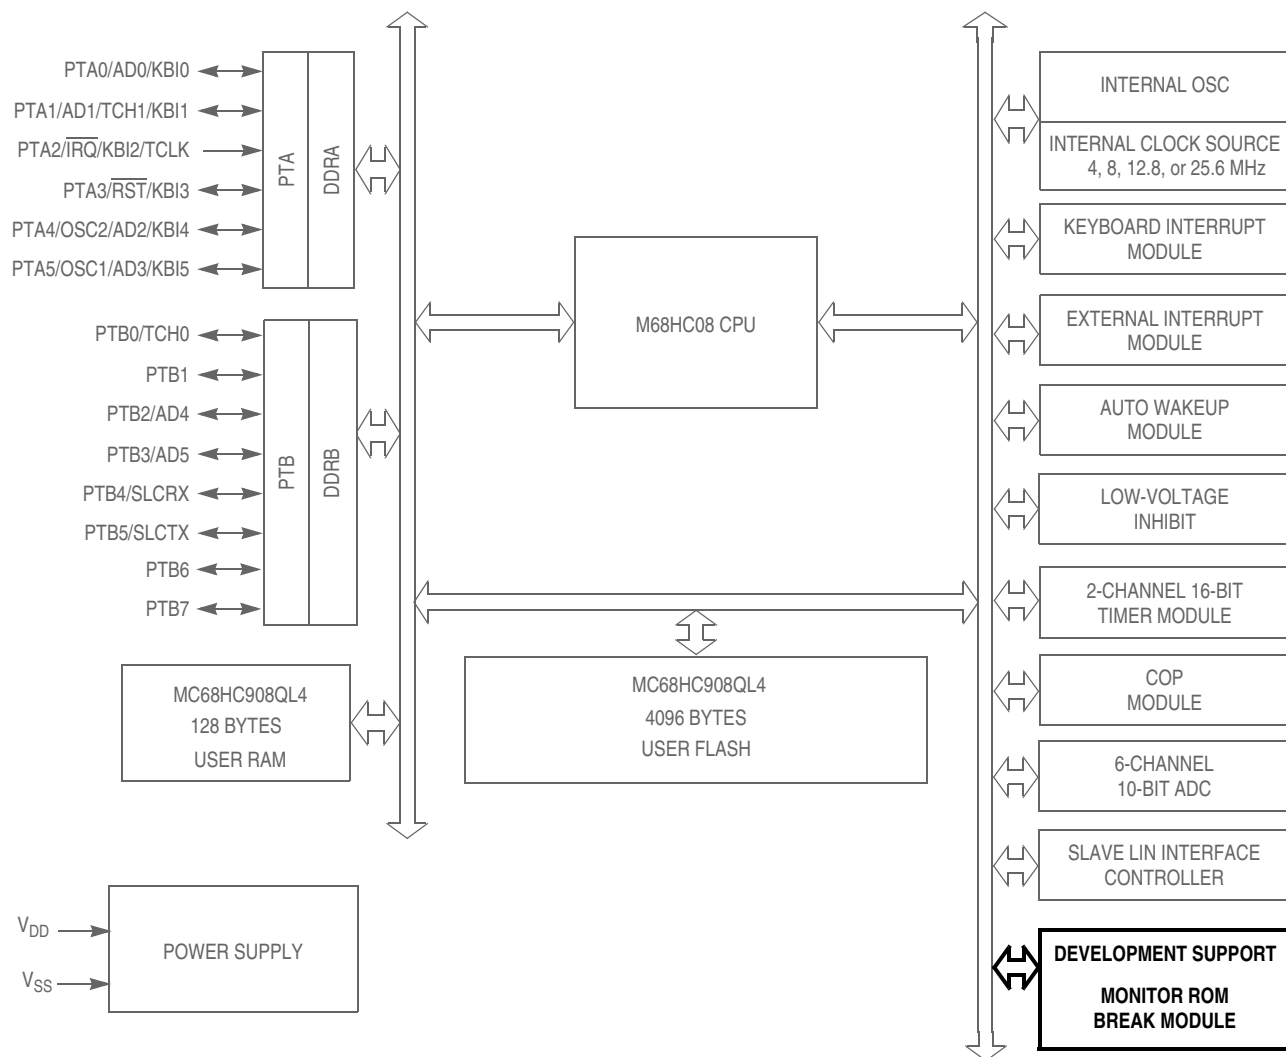 PTA0/AD0/KBI0
PTA1/AD1/TCH1/KBI1
PTA2/IRQ/KBI2/TCLK
PTA3/RST/KBI3
PTA4/OSC2/AD2/KBI4
PTA5/OSC1/AD3/KBI5
PTA
DDRA
PTB0/TCH0
PTB1
PTB2/AD4
PTB3/AD5
PTB4/SLCRX
PTB5/SLCTX
PTB6
PTB7
PTB
DDRB
MC68HC908QL4
128 BYTES
USER RAM
VDD
VSS
POWER SUPPLY
M68HC08 CPU
MC68HC908QL4
4096 BYTES
USER FLASH
INTERNAL OSC
INTERNAL CLOCK SOURCE
4, 8, 12.8, or 25.6 MHz
KEYBOARD INTERRUPT
MODULE
EXTERNAL INTERRUPT
MODULE
AUTO WAKEUP
MODULE
LOW-VOLTAGE
INHIBIT
2-CHANNEL 16-BIT
TIMER MODULE
COP
MODULE
6-CHANNEL
10-BIT ADC
SLAVE LIN INTERFACE
CONTROLLER
DEVELOPMENT SUPPORT
MONITOR ROM
BREAK MODULE